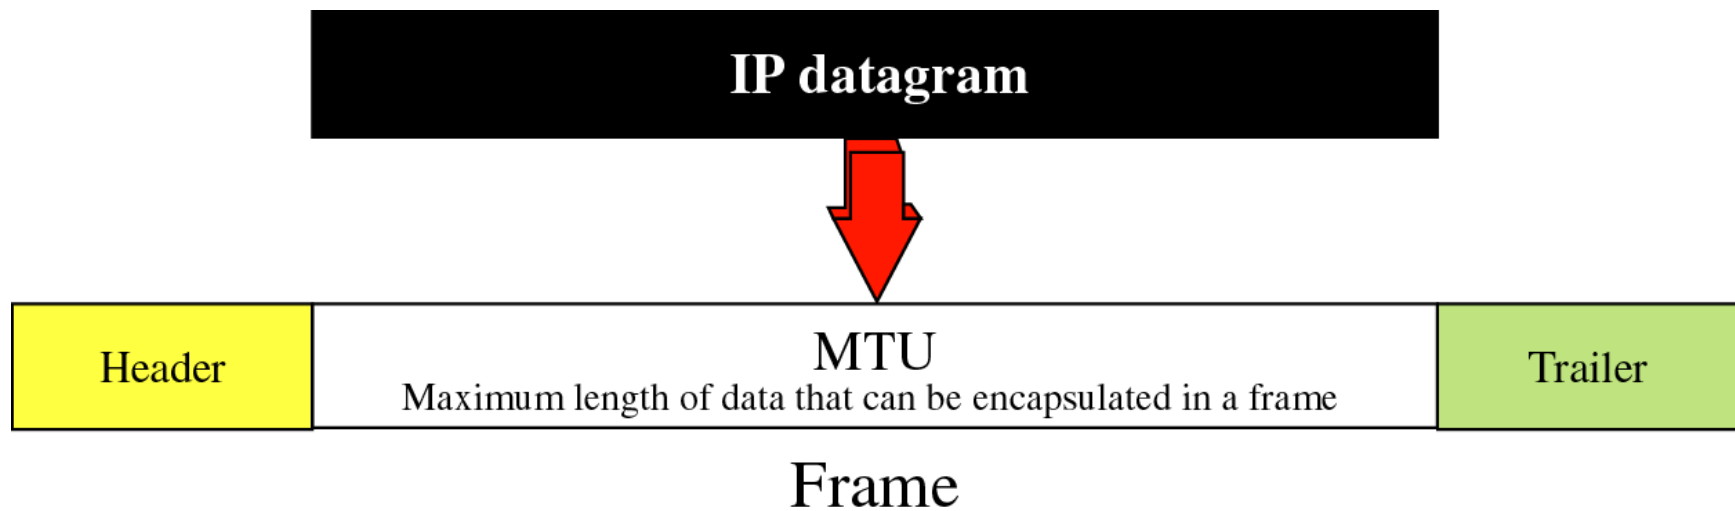 IP datagram
MTU
Header
Maximum length of data that can be encapsulated in a frame
Trailer
Frame